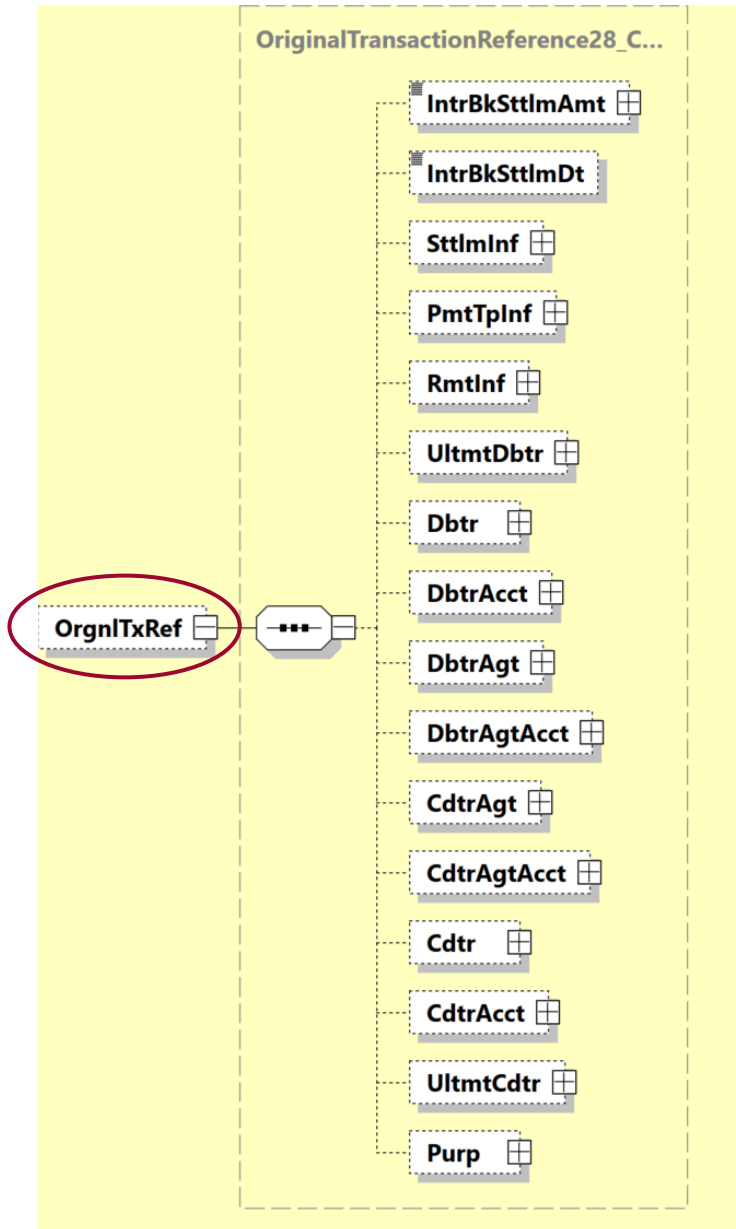 OriginalTransactionReference28_C...
IntrBkSttlmAmt
IntrBkSttlmDt
SttlmInf
PmtTpInf
RmtInf
UltmtDbtr
Dbtr
DbtrAcct
OrgnlTxRef
DbtrAgt
DbtrAgtAcct
CdtrAgt
CdtrAgtAcct
Cdtr
CdtrAcct
UltmtCdtr
Purp